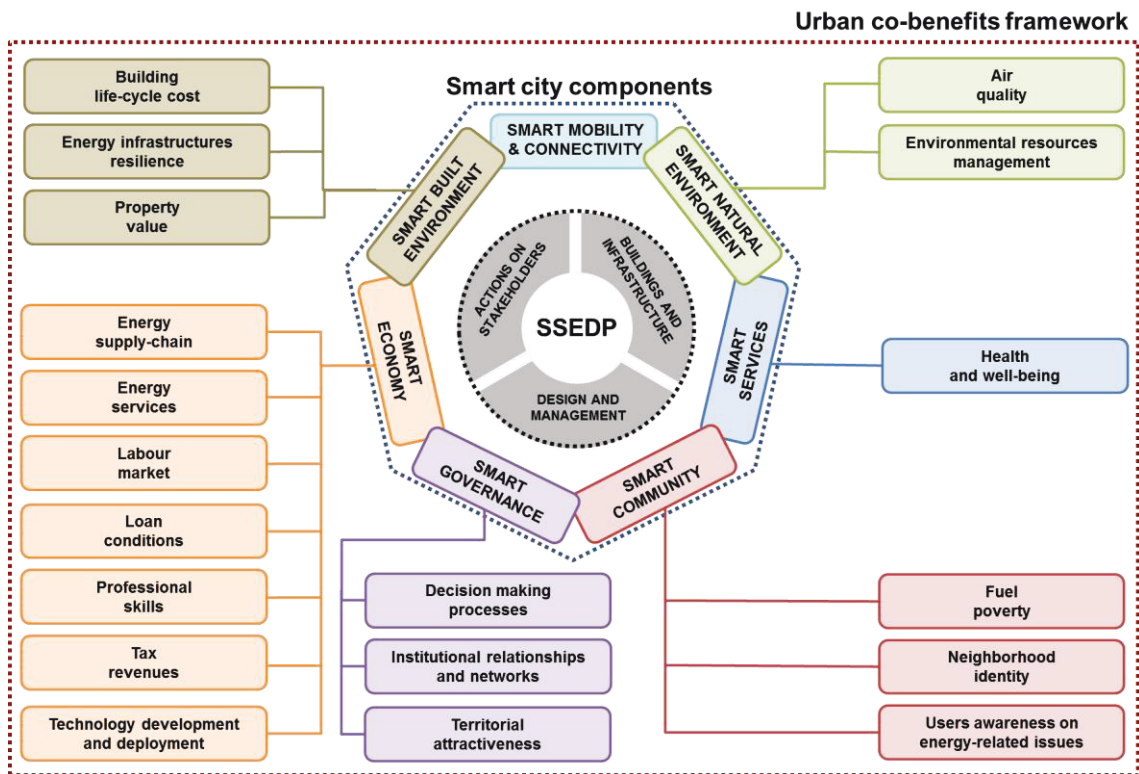 Urban co-benefits framework
Smart city components
Building
life-cycle cost
Energy infrastructures
resilience
Property
value
SMART MOBILITY
& CONNECTIVITY
SMART BUILT
ENVIRONMENT
SMART NATURAL
ENVIRONMENT
Air
quality
Environmental resources
management
ACTIONS ON
STAKEHOLDERS
BUILDINGS AND
INFRASTRUCTURE
SSEDP
DESIGN AND
MANAGEMENT
SMART
ECONOMY
SMART
SERVICES
SMART
GOVERNANCE
SMART
COMMUNITY
Energy
supply-chain
Energy
services
Labour
market
Loan
conditions
Professional
skills
Tax
revenues
Technology development
and deployment
Decision making
processes
Institutional relationships
and networks
Territorial
attractiveness
Health
and well-being
Fuel
poverty
Neighborhood
identity
Users awareness on
energy-related issues